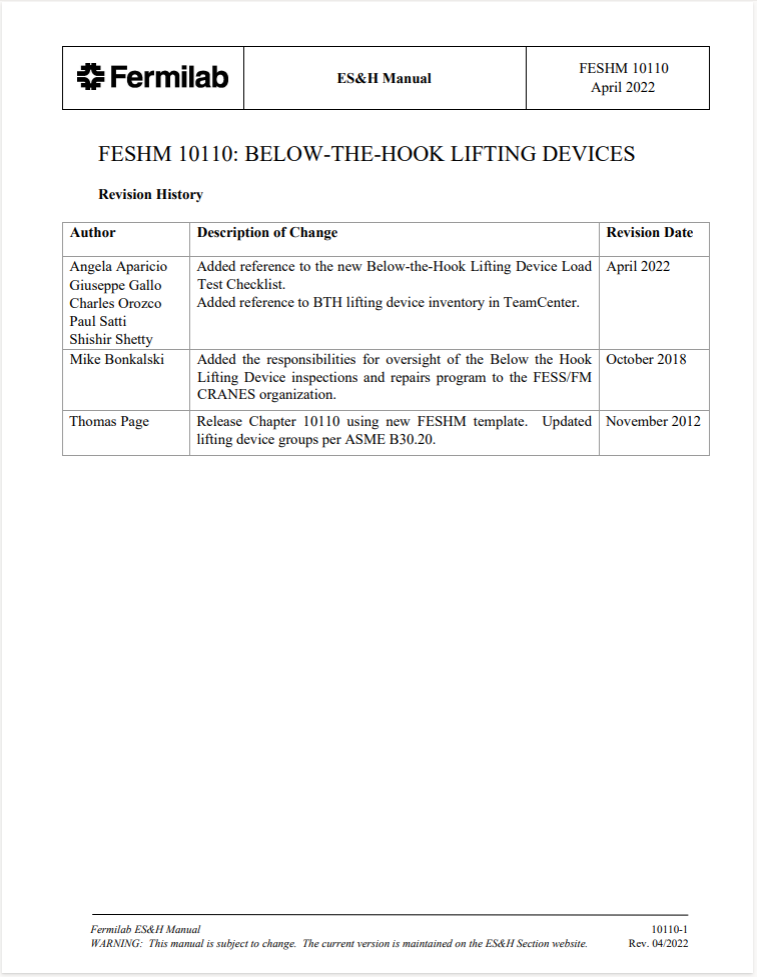 Fermilab
ES&H Manual
FESHM 10110
April 2022
FESHM 10110: BELOW-THE-HOOK LIFTING DEVICES
Revision History
Author
Description of Change
Revision Date
Angela Aparicio
Giuseppe Gallo
Charles Orozco
Paul Satti
Shishir Shetty
Added reference to the new Below-the-Hook Lifting Device Load
Test Checklist.
Added reference to BTH lifting device inventory in TeamCenter.
April 2022
Mike Bonkalski
Added the responsibilities for oversight of the Below the Hook
Lifting Device inspections and repairs program to the FESS/FM
CRANES organization.
October 2018
Thomas Page
Release Chapter 10110 using new FESHM template. Updated
lifting device groups per ASME B30.20.
November 2012
Fermilab ES&H Manual
10110-1
WARNING: This manual is subject to change. The current version is maintained on the ES&H Section website.
Rev. 04/2022